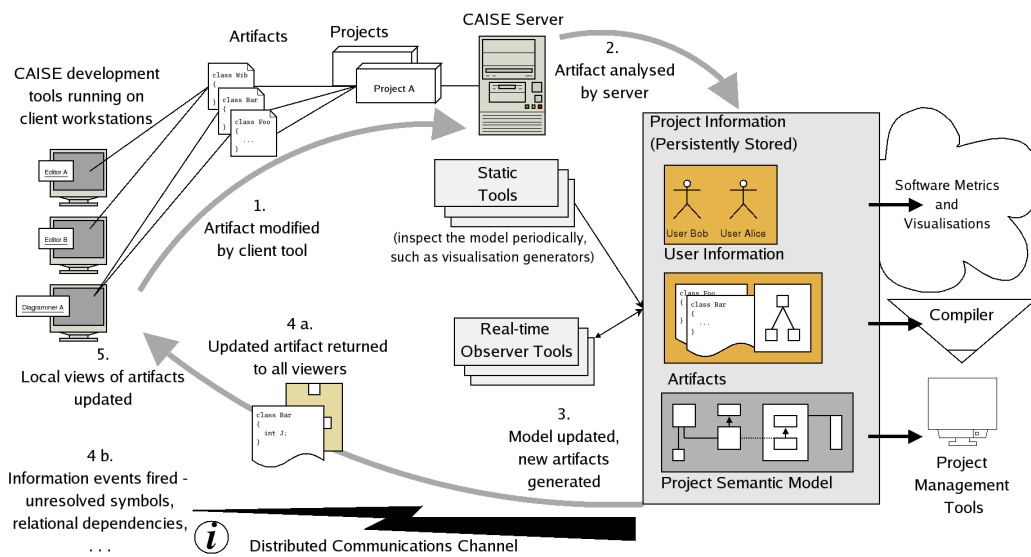 CAISE Server
Artifacts
Projects
Project A
CAISE development
tools running on
client workstations
class Wib
{
}
class Bar
{
}
class Foo
{
...
}
Editor A
Editor B
Diagrammer A
1.
Artifact modified
by client tool
2.
Artifact analysed
by server
Static
Tools
(inspect the model periodically,
such as visualisation generators)
Real-time
Observer Tools
Project Information
(Persistently Stored)
User Bob
User Alice
User Information
class Foo
{
}
class Bar
{
...
}
Artifacts
Project Semantic Model
Software Metrics
and
Visualisations
Compiler
Project
Management
Tools
3.
Model updated,
new artifacts
generated
4 a.
Updated artifact returned
to all viewers
class Bar
{
int J;
}
5.
Local views of artifacts
updated
4 b.
Information events fired -
unresolved symbols,
relational dependencies,
. . .
i
Distributed Communications Channel